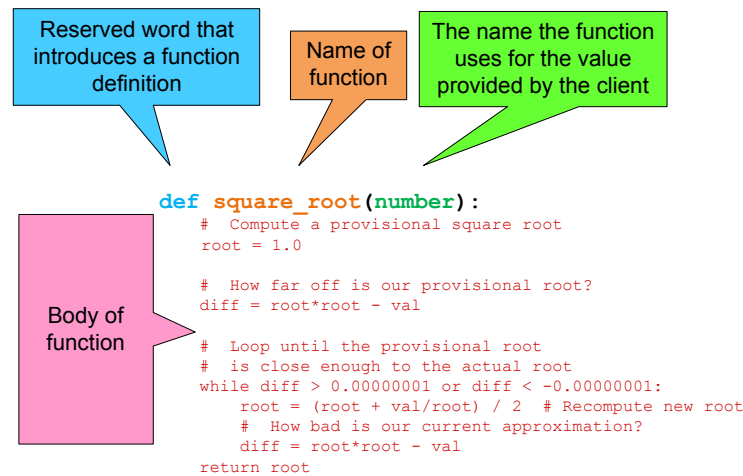 Reserved word that
introduces a function
definition
Name of
function
The name the function
uses for the value
provided by the client
def square_root(number):
    #  Compute a provisional square root
    root = 1.0
    #  How far off is our provisional root?
    diff = root*root - val
    #  Loop until the provisional root
    #  is close enough to the actual root
    while diff > 0.00000001 or diff < -0.00000001:
        root = (root + val/root) / 2  # Recompute new root
        #  How bad is our current approximation?
        diff = root*root - val
    return root
Body of
function